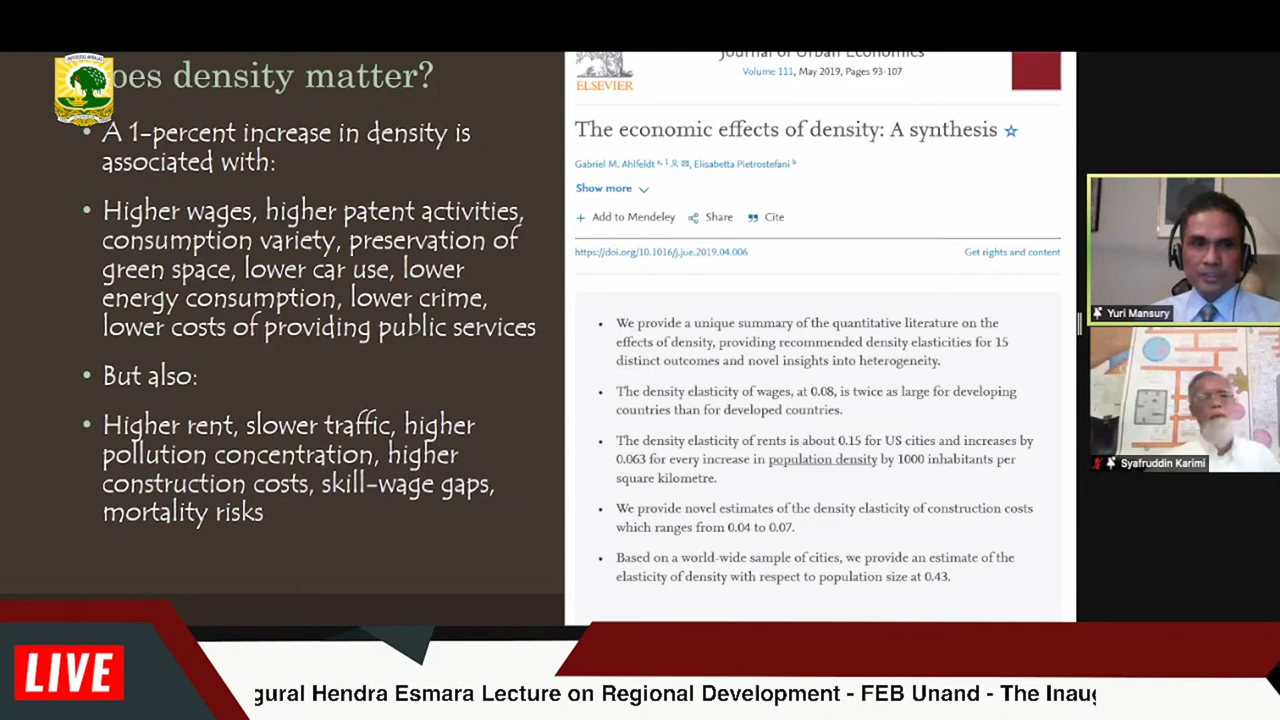 oes density matter?
• A 1-percent increase in density is
associated with:
• Higher wages, higher patent activities,
consumption variety, preservation of
green space, lower car use, lower
energy consumption, lower crime,
lower costs of providing public services
• But also:
• Higher rent, slower traffic, higher
pollution concentration, higher
construction costs, skill-wage gaps,
mortality risks
ELSEVIER
Journal of Urban Economics
Volume 111, May 2019, Pages 93-107
The economic effects of density: A synthesis ☆
Gabriel M. Ahlfeldt a, 1, Elisabetta Pietrostefani b
Show more
+ Add to Mendeley Share Cite
https://doi.org/10.1016/j.jue.2019.04.006 Get rights and content
• We provide a unique summary of the quantitative literature on the
effects of density, providing recommended density elasticities for 15
distinct outcomes and novel insights into heterogeneity.
• The density elasticity of wages, at 0.08, is twice as large for developing
countries than for developed countries.
• The density elasticity of rents is about 0.15 for US cities and increases by
0.063 for every increase in population density by 1000 inhabitants per
square kilometre.
• We provide novel estimates of the density elasticity of construction costs
which ranges from 0.04 to 0.07.
• Based on a world-wide sample of cities, we provide an estimate of the
elasticity of density with respect to population size at 0.43.
Yuri Mansury
Syafruddin Karimi
LIVE
gural Hendra Esmara Lecture on Regional Development - FEB Unand - The Inaug